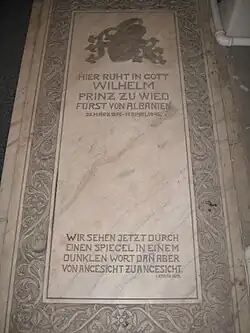 HIER RUHT IN GOTT
WILHELM
PRINZ ZU WIED
FÜRST VON ALBANIEN
WIR SEHEN JETZT DURCH
EINEN SPIEGEL IN EINEM
DUNKLEN WORT DAN̄ ABER
VON ANGESICHT ZU ANGESICHT